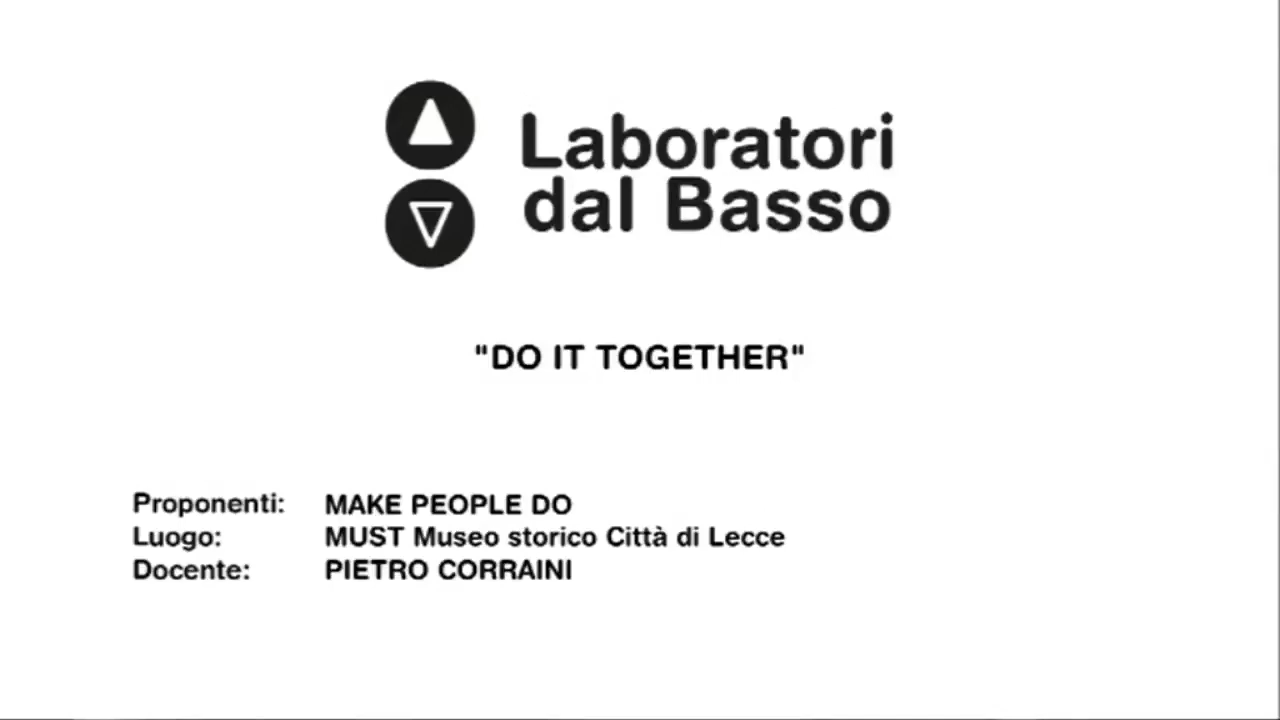 Laboratori
dal Basso
"DO IT TOGETHER"
Proponenti: MAKE PEOPLE DO
Luogo: MUST Museo storico Città di Lecce
Docente: PIETRO CORRAINI